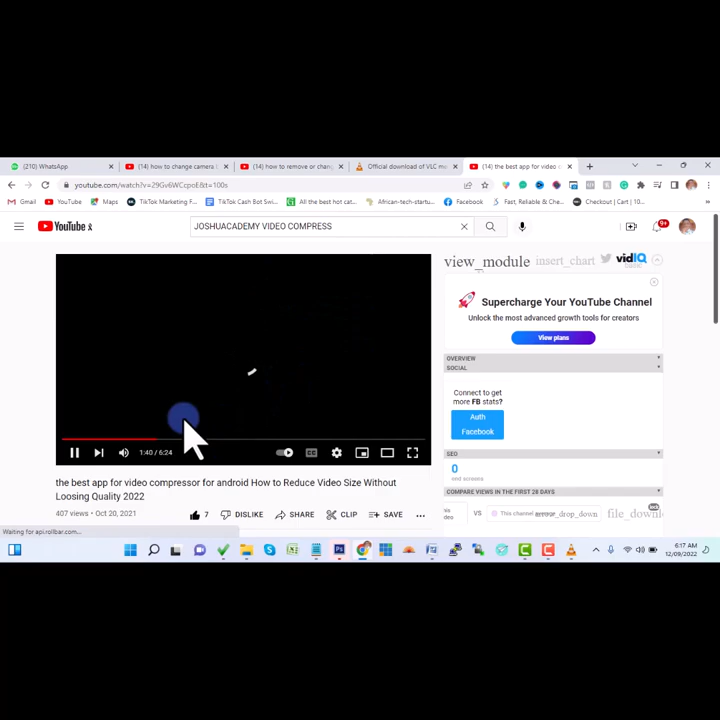 (210) WhatsApp
(14) how to change camera l
(14) how to remove or chang
Official download of VLC m
(14) the best app for video c
youtube.com/watch?v=29Gv6WCcpoE&t=100s
Gmail
YouTube
Maps
TikTok Marketing F...
TikTok Cash Bot Swi...
All the best hot cat...
African-tech-startu...
Facebook
Fast, Reliable & Che...
Checkout | Cart | 10...
YouTube
JOSHUACADEMY VIDEO COMPRESS
9+
view_module
insert_chart
vidIQ
Supercharge Your YouTube Channel
Unlock the most advanced growth tools for creators
View plans
OVERVIEW
SOCIAL
Connect to get
more FB stats?
Auth
Facebook
1:40 / 6:24
CC
SEO
0
COMPARE VIEWS IN THE FIRST 28 DAYS
the best app for video compressor for android How to Reduce Video Size Without
Loosing Quality 2022
407 views • Oct 20, 2021
7
DISLIKE
SHARE
CLIP
SAVE
VS
This channel
arrow_drop_down
Waiting for api.rollbar.com...
6:17 AM
12/09/2022